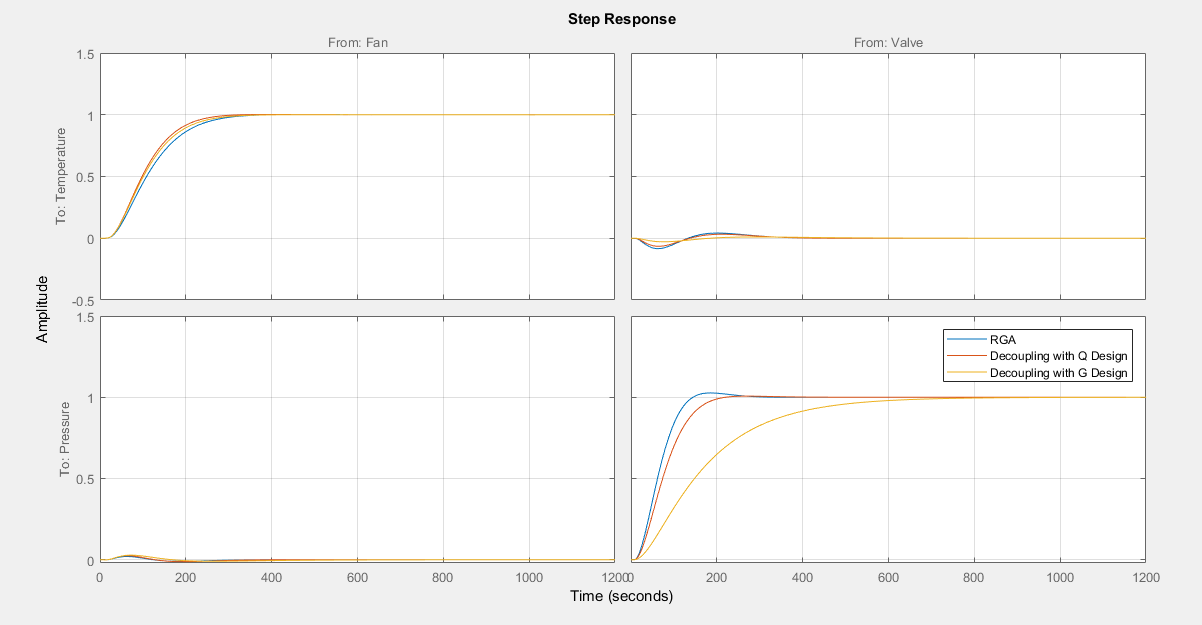 Step Response
From: Fan
From: Valve
1.5
1
0.5
0
-0.5
To: Temperature
Amplitude
1.5
1
0.5
0
To: Pressure
RGA
Decoupling with Q Design
Decoupling with G Design
0 200 400 600 800 1000 1200
0 200 400 600 800 1000 1200
Time (seconds)